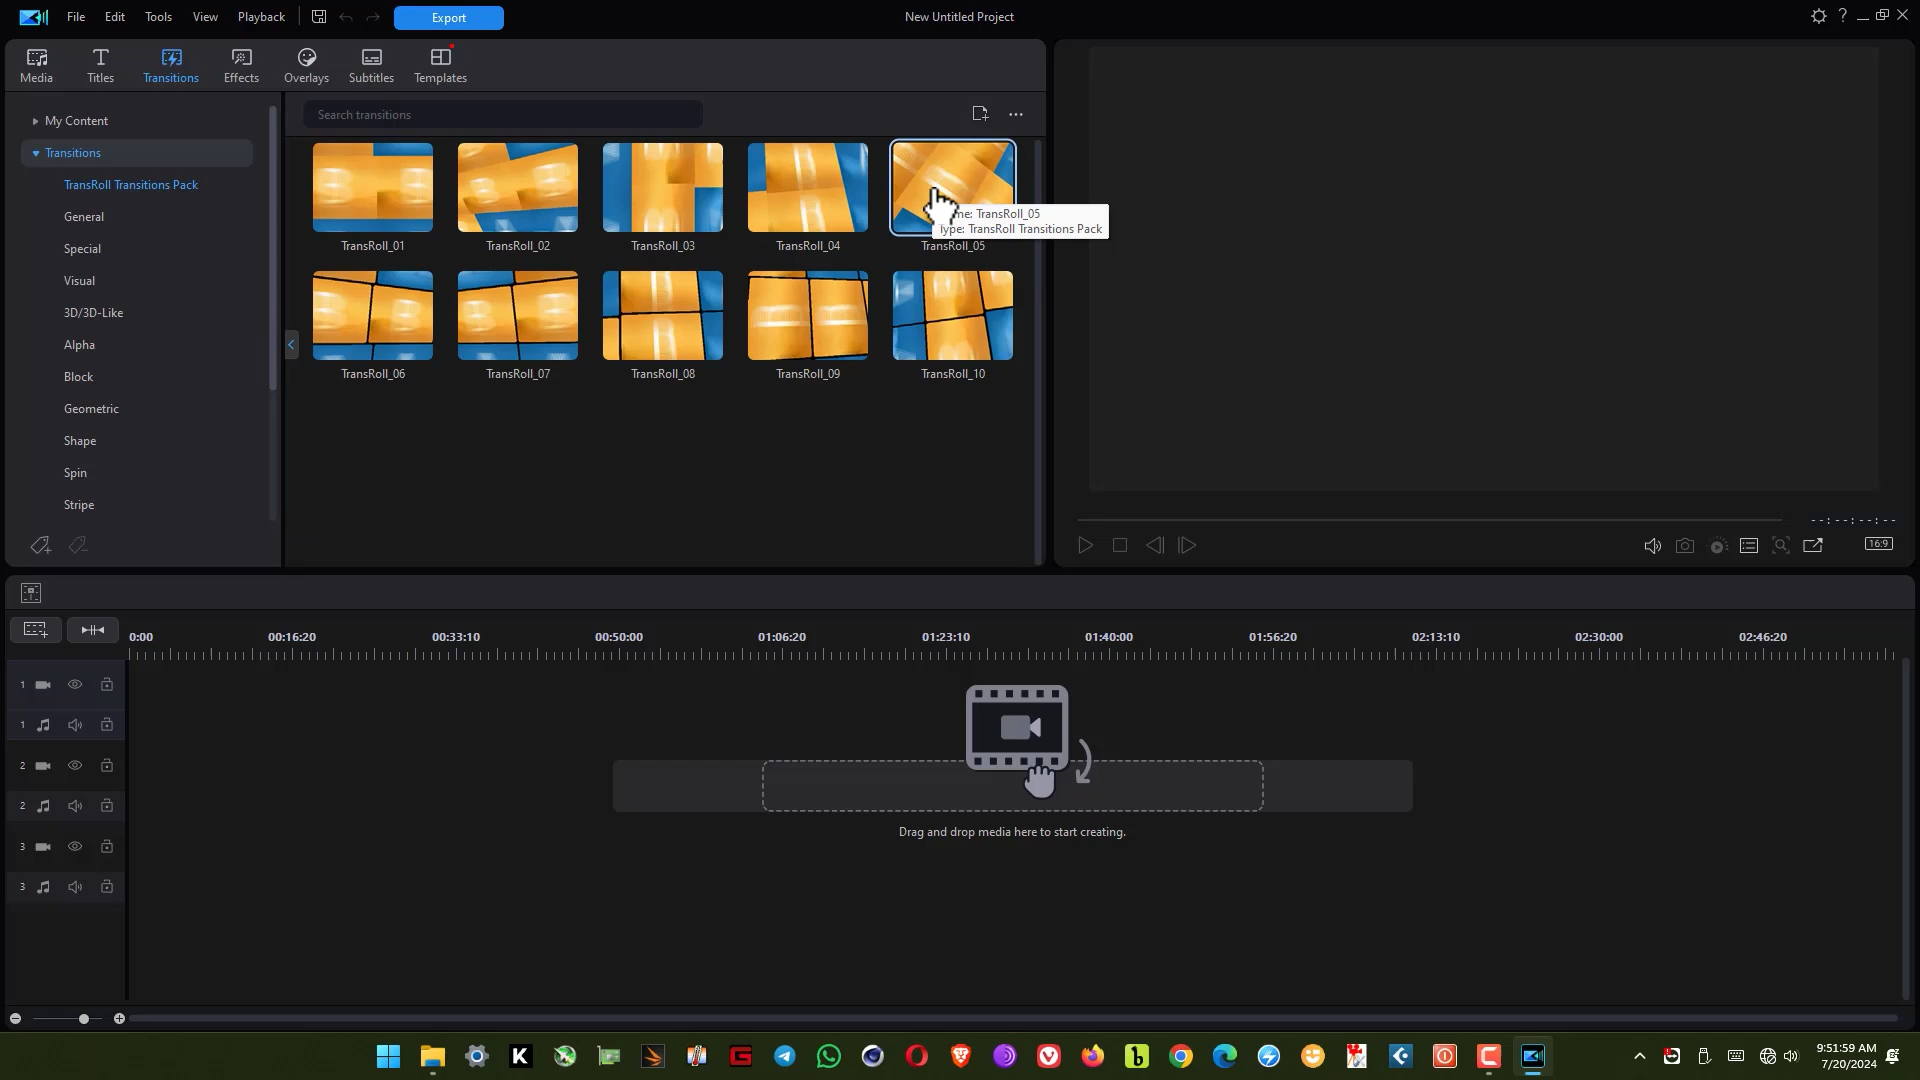 File Edit Tools View Playback Export New Untitled Project
Media Titles Transitions Effects Overlays Subtitles Templates
My Content
Transitions
TransRoll Transitions Pack
General
Special
Visual
3D/3D-Like
Alpha
Block
Geometric
Shape
Spin
Stripe
Search transitions
TransRoll_01 TransRoll_02 TransRoll_03 TransRoll_04 TransRoll_05
me: TransRoll_05
Type: TransRoll Transitions Pack
TransRoll_06 TransRoll_07 TransRoll_08 TransRoll_09 TransRoll_10
--:--:--:--
16:9
0:00 00:16:20 00:33:10 00:50:00 01:06:20 01:23:10 01:40:00 01:56:20 02:13:10 02:30:00 02:46:20
1
1
2
2
3
3
Drag and drop media here to start creating.
9:51:59 AM
7/20/2024